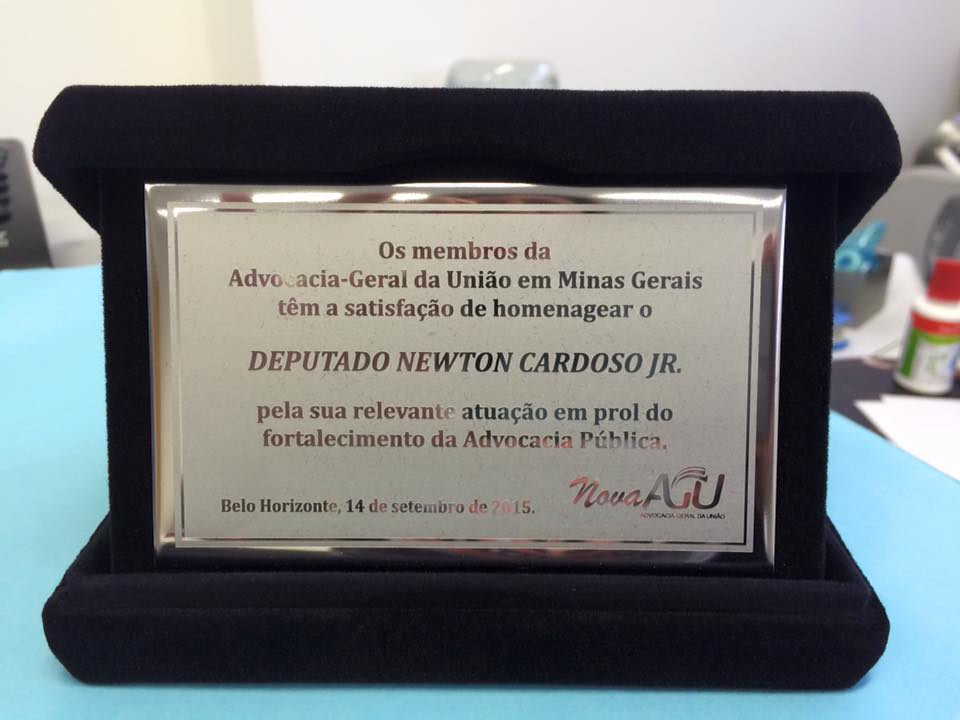 Os membros da
Advocacia-Geral da União em Minas Gerais
têm a satisfação de homenagear o
DEPUTADO NEWTON CARDOSO JR.
pela sua relevante atuação em prol do
fortalecimento da Advocacia Pública.
Belo Horizonte, 14 de setembro de 2015.
Nova AGU
ADVOCACIA-GERAL DA UNIÃO